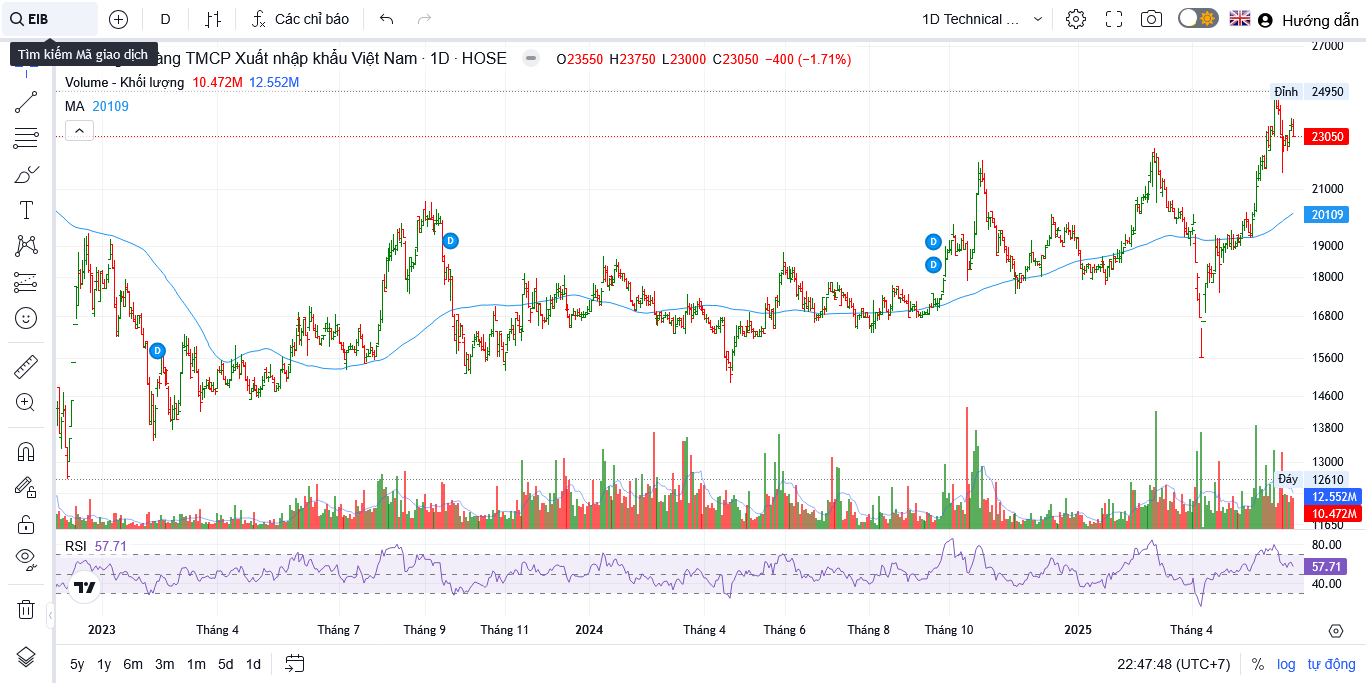 EIB D Các chỉ báo 1D Technical ... Hướng dẫn
Tìm kiếm Mã giao dịch
àng TMCP Xuất nhập khẩu Việt Nam · 1D · HOSE O23550 H23750 L23000 C23050 −400 (−1.71%)
Volume - Khối lượng 10.472M 12.552M
MA 20109
27000
Đỉnh 24950
23050
21000
20109
19000
18000
16800
15600
14600
13800
13000
Đáy 12610
12.552M
10.472M
11650
D
D
D
D
RSI 57.71
80.00
57.71
40.00
2023 Tháng 4 Tháng 7 Tháng 9 Tháng 11 2024 Tháng 4 Tháng 6 Tháng 8 Tháng 10 2025 Tháng 4
5y 1y 6m 3m 1m 5d 1d 22:47:48 (UTC+7) % log tự động